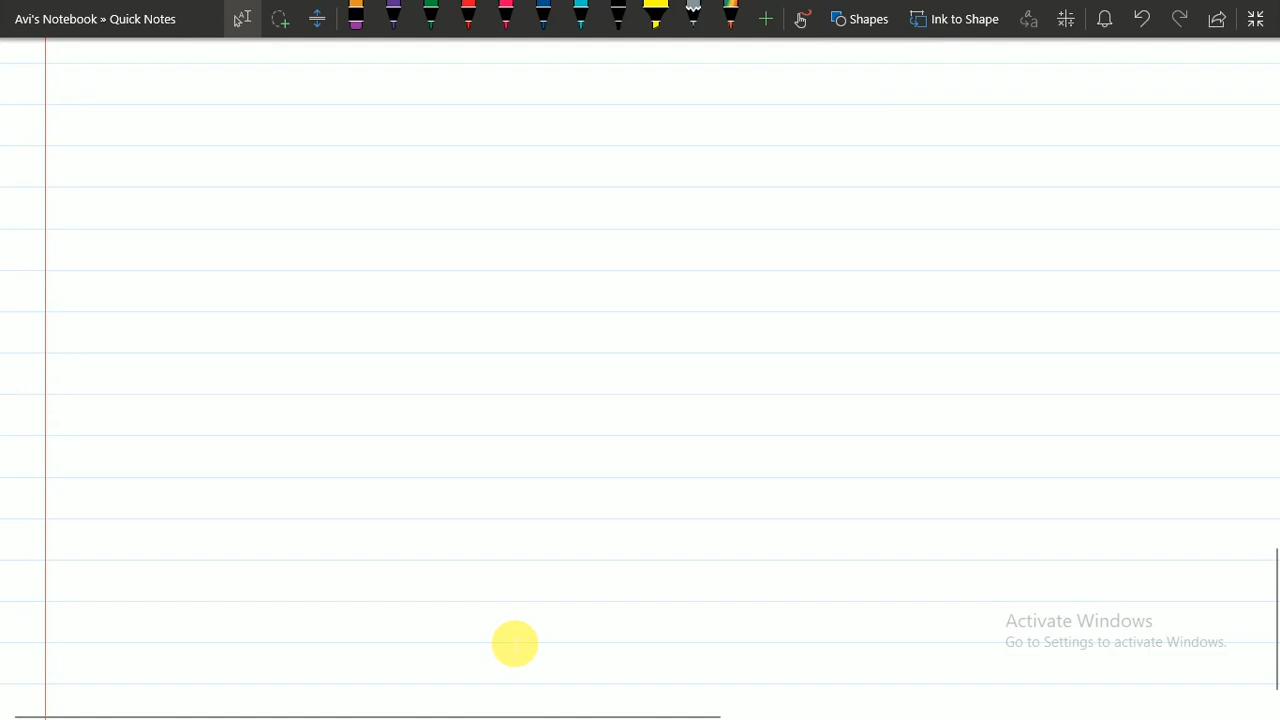 Avi's Notebook » Quick Notes
Shapes
Ink to Shape
Activate Windows
Go to Settings to activate Windows.